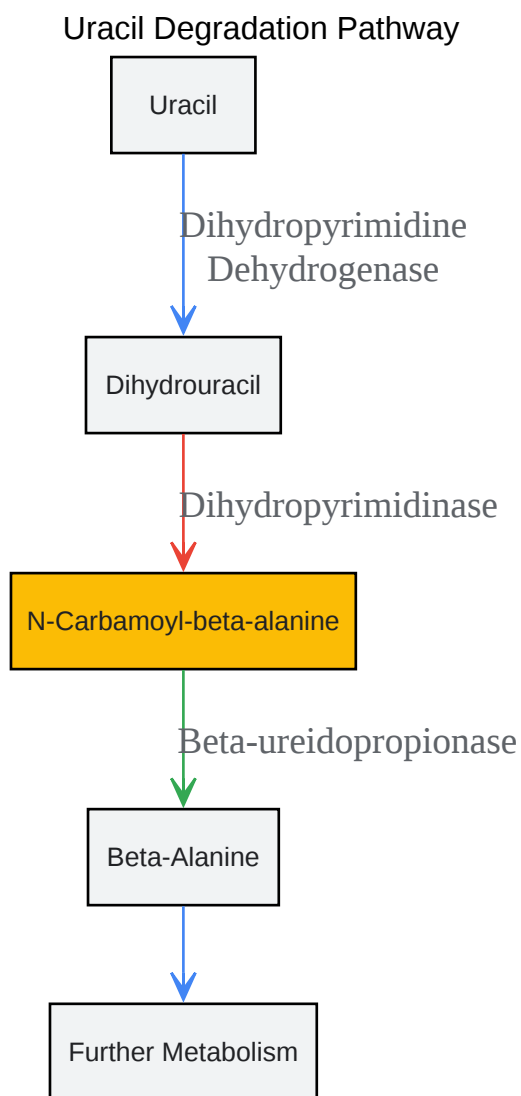 Uracil Degradation Pathway
Uracil
Dihydropyrimidine
Dehydrogenase
Dihydrouracil
Dihydropyrimidinase
N-Carbamoyl-beta-alanine
Beta-ureidopropionase
Beta-Alanine
Further Metabolism